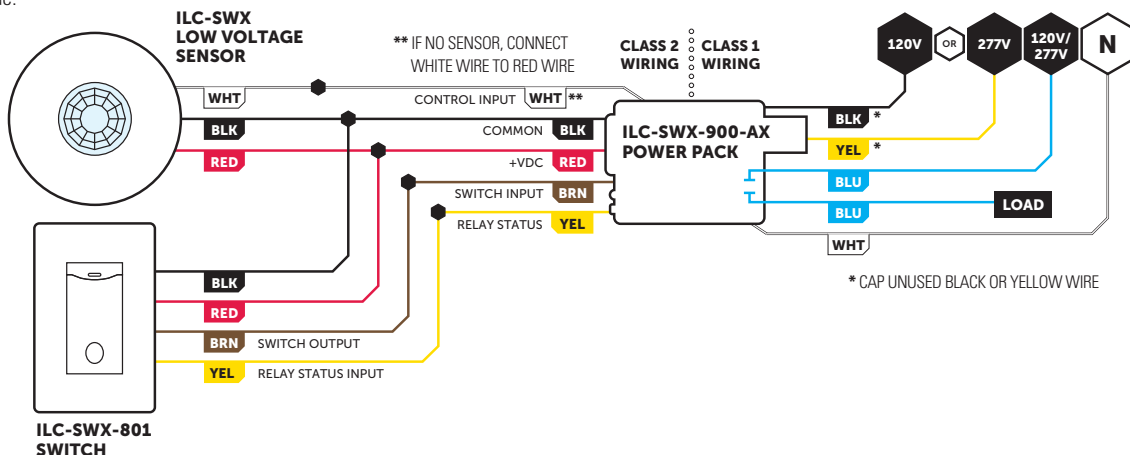 ILC-SWX
LOW VOLTAGE
SENSOR
** IF NO SENSOR, CONNECT
WHITE WIRE TO RED WIRE
CLASS 2
WIRING
CLASS 1
WIRING
120V
OR
277V
120V/
277V
N
WHT
CONTROL INPUT WHT **
BLK
COMMON BLK
RED
+VDC RED
SWITCH INPUT BRN
RELAY STATUS YEL
ILC-SWX-900-AX
POWER PACK
BLK *
YEL *
BLU
BLU
LOAD
WHT
* CAP UNUSED BLACK OR YELLOW WIRE
BLK
RED
BRN SWITCH OUTPUT
YEL RELAY STATUS INPUT
ILC-SWX-801
SWITCH